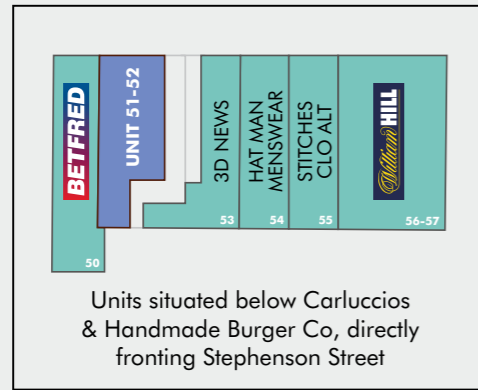 BETFRED
50
UNIT 51-52
3D NEWS
53
HAT MAN
MENSWEAR
54
STITCHES
CLO ALT
55
William HILL
56-57
Units situated below Carluccios
& Handmade Burger Co, directly
fronting Stephenson Street